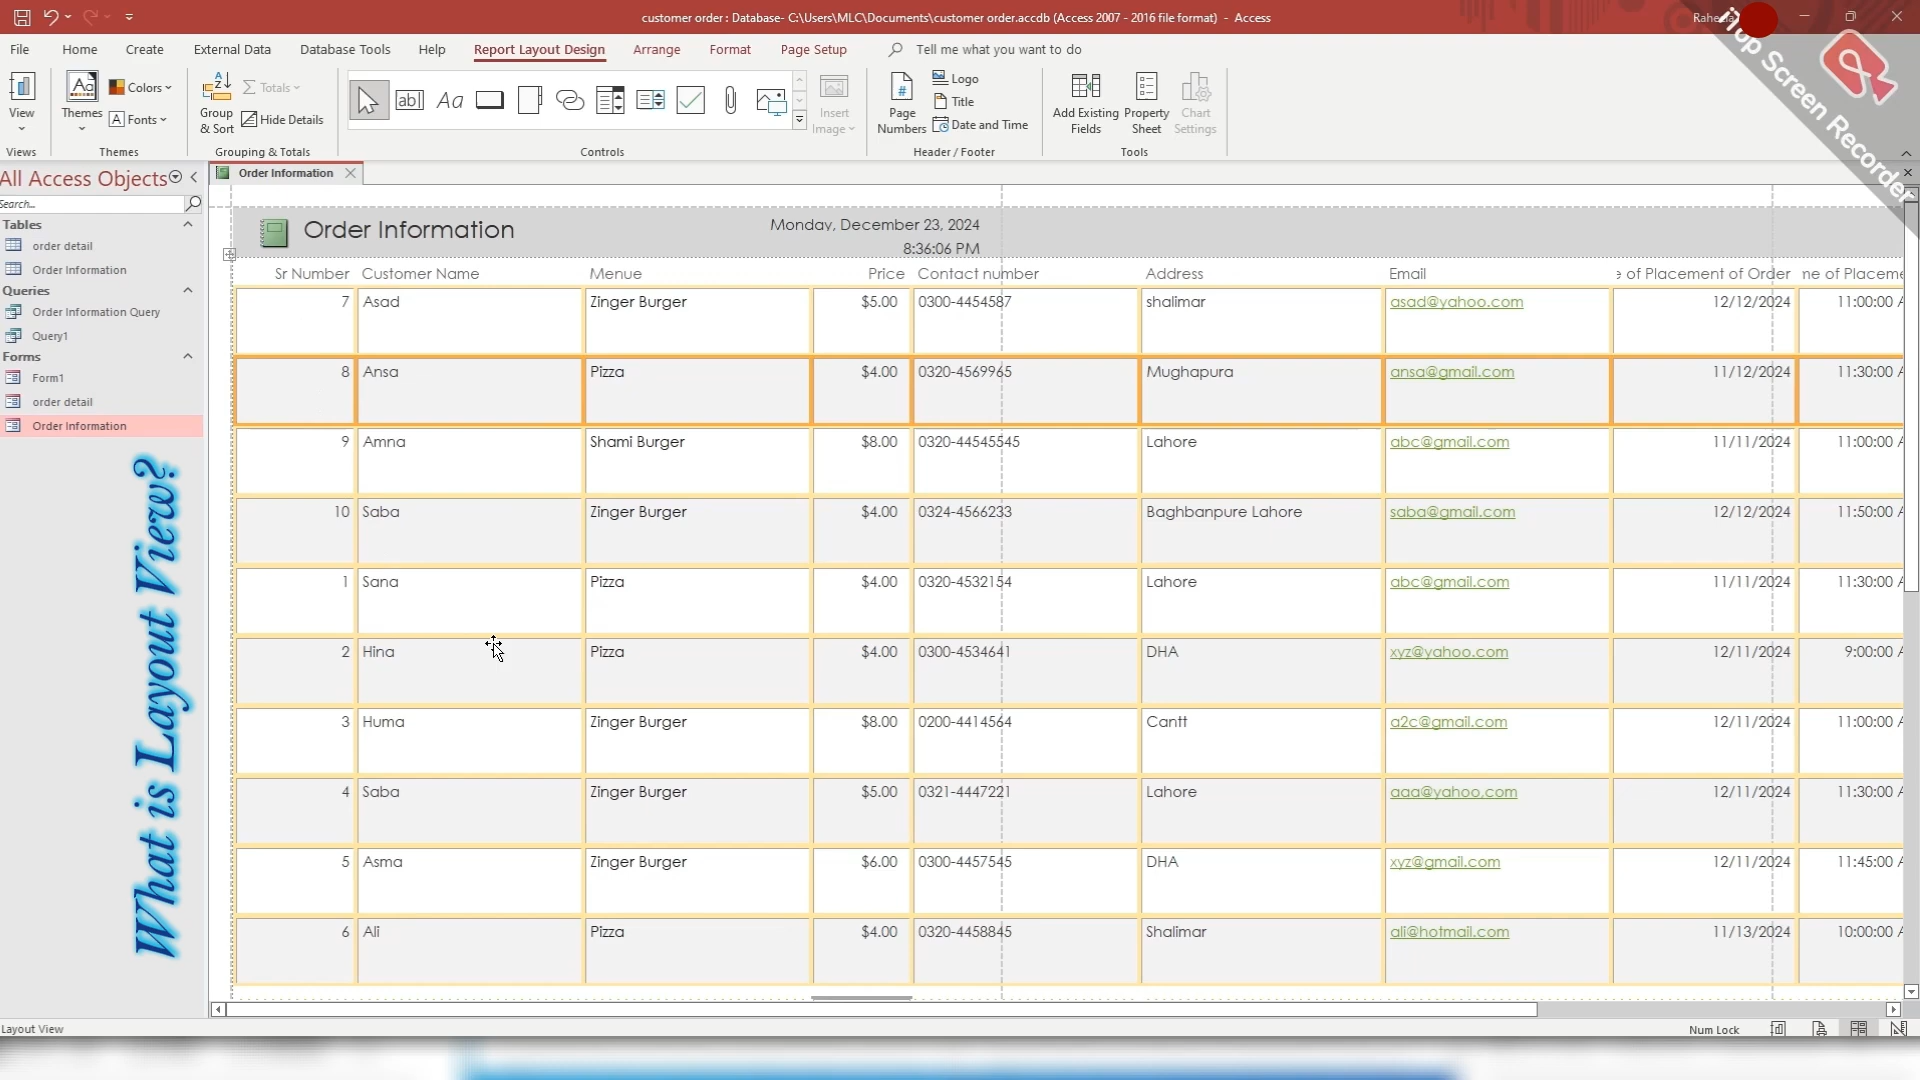 customer order : Database- C:\Users\MLC\Documents\customer order.accdb (Access 2007 - 2016 file format) - Access
iTop Screen Recorder
File Home Create External Data Database Tools Help Report Layout Design Arrange Format Page Setup Tell me what you want to do
View
Views
Themes
Colors
Fonts
Themes
Group & Sort
Totals
Hide Details
Grouping & Totals
Controls
Insert Image
Page Numbers
Logo
Title
Date and Time
Header / Footer
Add Existing Fields
Property Sheet
Chart Settings
Tools
All Access Objects
Search...
Tables
order detail
Order Information
Queries
Order Information Query
Query1
Forms
Form1
order detail
Order Information
What is Layout View?
Order Information
Order Information
Monday, December 23, 2024
8:36:06 PM
Sr Number Customer Name Menue Price Contact number Address Email of Placement of Order of
7 Asad Zinger Burger $5.00 0300-4454587 shalimar asad@yahoo.com 12/12/2024 11:00:00
8 Ansa Pizza $4.00 0320-4569965 Mughapura ansa@gmail.com 11/12/2024 11:30:00
9 Amna Shami Burger $8.00 0320-44545545 Lahore abc@gmail.com 11/11/2024 11:00:00
10 Saba Zinger Burger $4.00 0324-4566233 Baghbanpure Lahore saba@gmail.com 12/12/2024 11:50:00
1 Sana Pizza $4.00 0320-4532154 Lahore abc@gmail.com 11/11/2024 11:30:00
2 Hina Pizza $4.00 0300-4534641 DHA xyz@yahoo.com 12/11/2024 9:00:00
3 Huma Zinger Burger $8.00 0200-4414564 Cantt a2c@gmail.com 12/11/2024 11:00:00
4 Saba Zinger Burger $5.00 0321-4447221 Lahore aaa@yahoo.com 12/11/2024 11:30:00
5 Asma Zinger Burger $6.00 0300-4457545 DHA xyz@gmail.com 12/11/2024 11:45:00
6 Ali Pizza $4.00 0320-4458845 Shalimar ali@hotmail.com 11/13/2024 10:00:00
Layout View
Num Lock